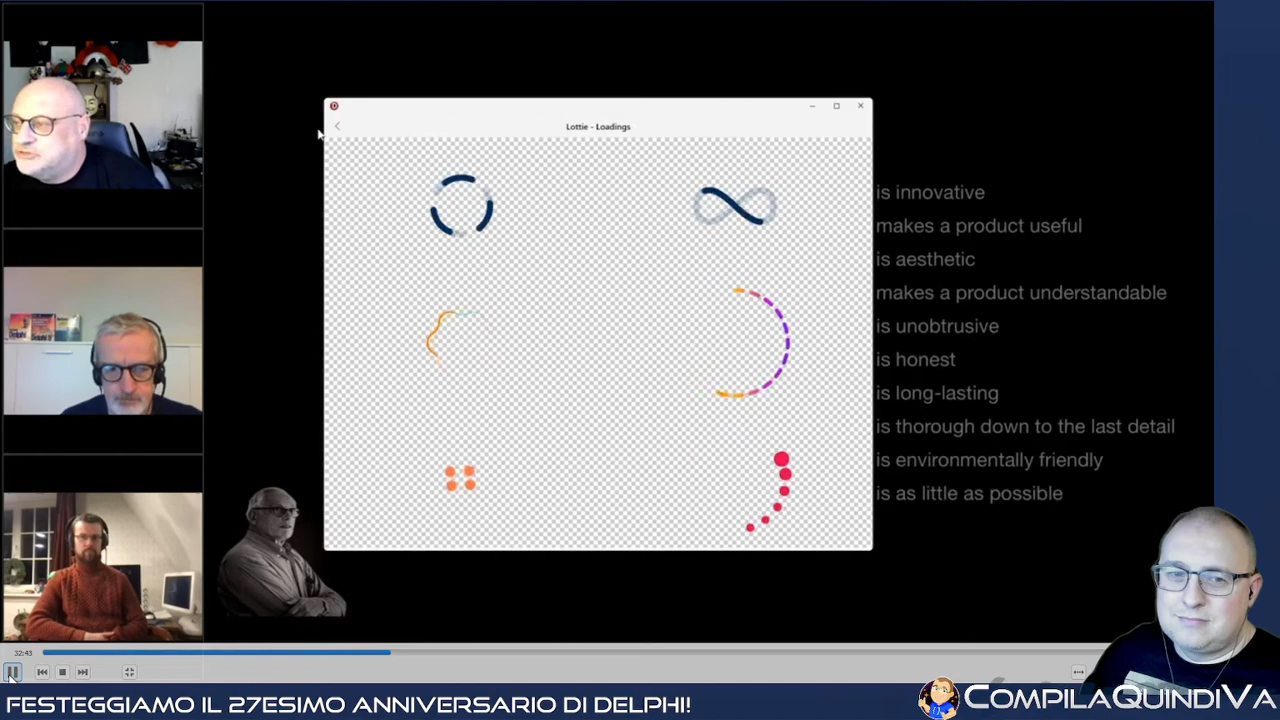 Lottie - Loadings
is innovative
makes a product useful
is aesthetic
makes a product understandable
is unobtrusive
is honest
is long-lasting
is thorough down to the last detail
is environmentally friendly
is as little as possible
Delphi
32:43
FESTEGGIAMO IL 27ESIMO ANNIVERSARIO DI DELPHI!
COMPILAQUINDIVA